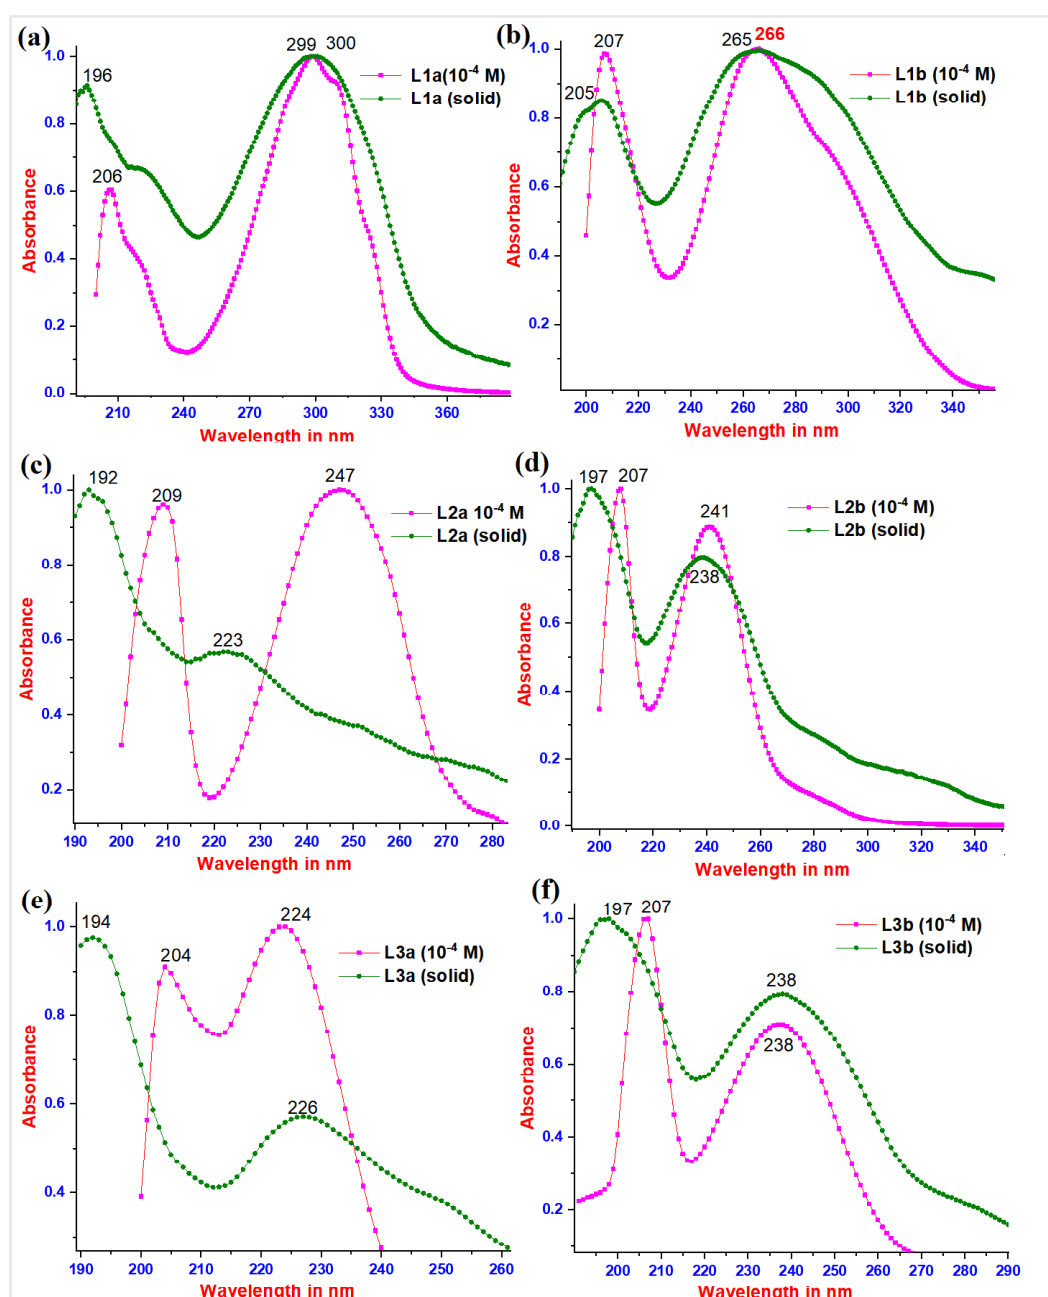 (a)
299 300
196
206
L1a(10⁻⁴ M)
L1a (solid)
1.0
0.8
0.6
0.4
0.2
0.0
Absorbance
210 240 270 300 330 360
Wavelength in nm
(b)
207 265 266
205
L1b (10⁻⁴ M)
L1b (solid)
1.0
0.8
0.6
0.4
0.2
Absorbance
200 220 240 260 280 300 320 340
Wavelength in nm
(c)
192 209 247
223
L2a 10⁻⁴ M
L2a (solid)
1.0
0.8
0.6
0.4
0.2
Absorbance
190 200 210 220 230 240 250 260 270 280
Wavelength in nm
(d)
197 207
241
238
L2b (10⁻⁴ M)
L2b (solid)
1.0
0.8
0.6
0.4
0.2
0.0
Absorbance
200 220 240 260 280 300 320 340
Wavelength in nm
(e)
194 204 224
226
L3a (10⁻⁴ M)
L3a (solid)
1.0
0.8
0.6
0.4
Absorbance
190 200 210 220 230 240 250 260
Wavelength in nm
(f)
197 207
238
238
L3b (10⁻⁴ M)
L3b (solid)
1.0
0.8
0.6
0.4
0.2
Absorbance
200 210 220 230 240 250 260 270 280 290
Wavelength in nm